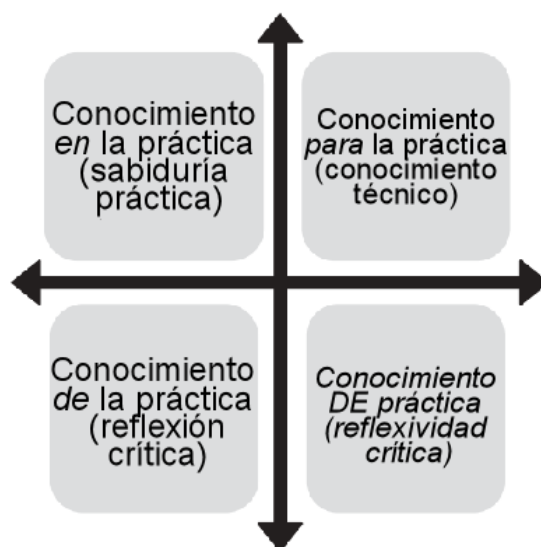 Conocimiento
en la práctica
(sabiduría
práctica)
Conocimiento
para la práctica
(conocimiento
técnico)
Conocimiento
de la práctica
(reflexión
crítica)
Conocimiento
DE práctica
(reflexividad
crítica)